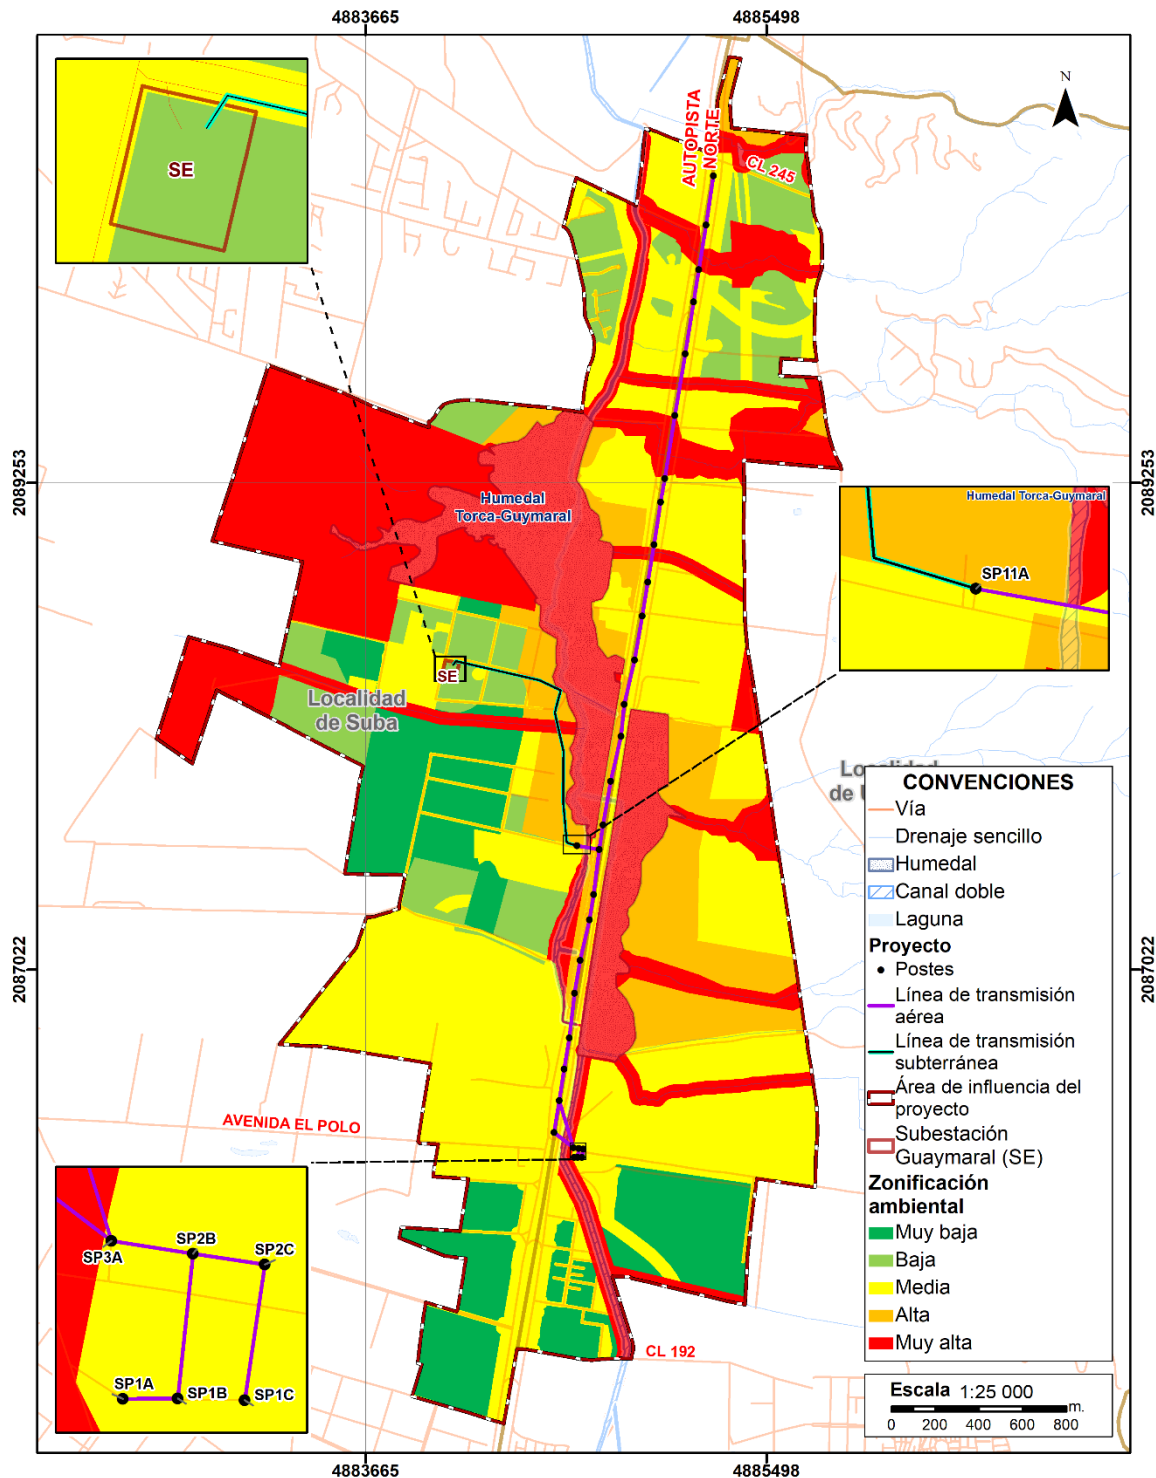 4883665
4885498
N
AUTOPISTA
NORTE
CL 245
SE
2089253
2089253
Humedal
Torca-Guymaral
Humedal Torca-Guymaral
SP11A
SE
Localidad
de Suba
Localidad
de U
CONVENCIONES
Vía
Drenaje sencillo
Humedal
Canal doble
Laguna
Proyecto
Postes
Línea de transmisión
aérea
Línea de transmisión
subterránea
Área de influencia del
proyecto
Subestación
Guaymaral (SE)
Zonificación
ambiental
Muy baja
Baja
Media
Alta
Muy alta
2087022
2087022
AVENIDA EL POLO
SP2B
SP3A
SP2C
SP1A
SP1B
SP1C
CL 192
Escala 1:25 000
m.
0 200 400 600 800
4883665
4885498